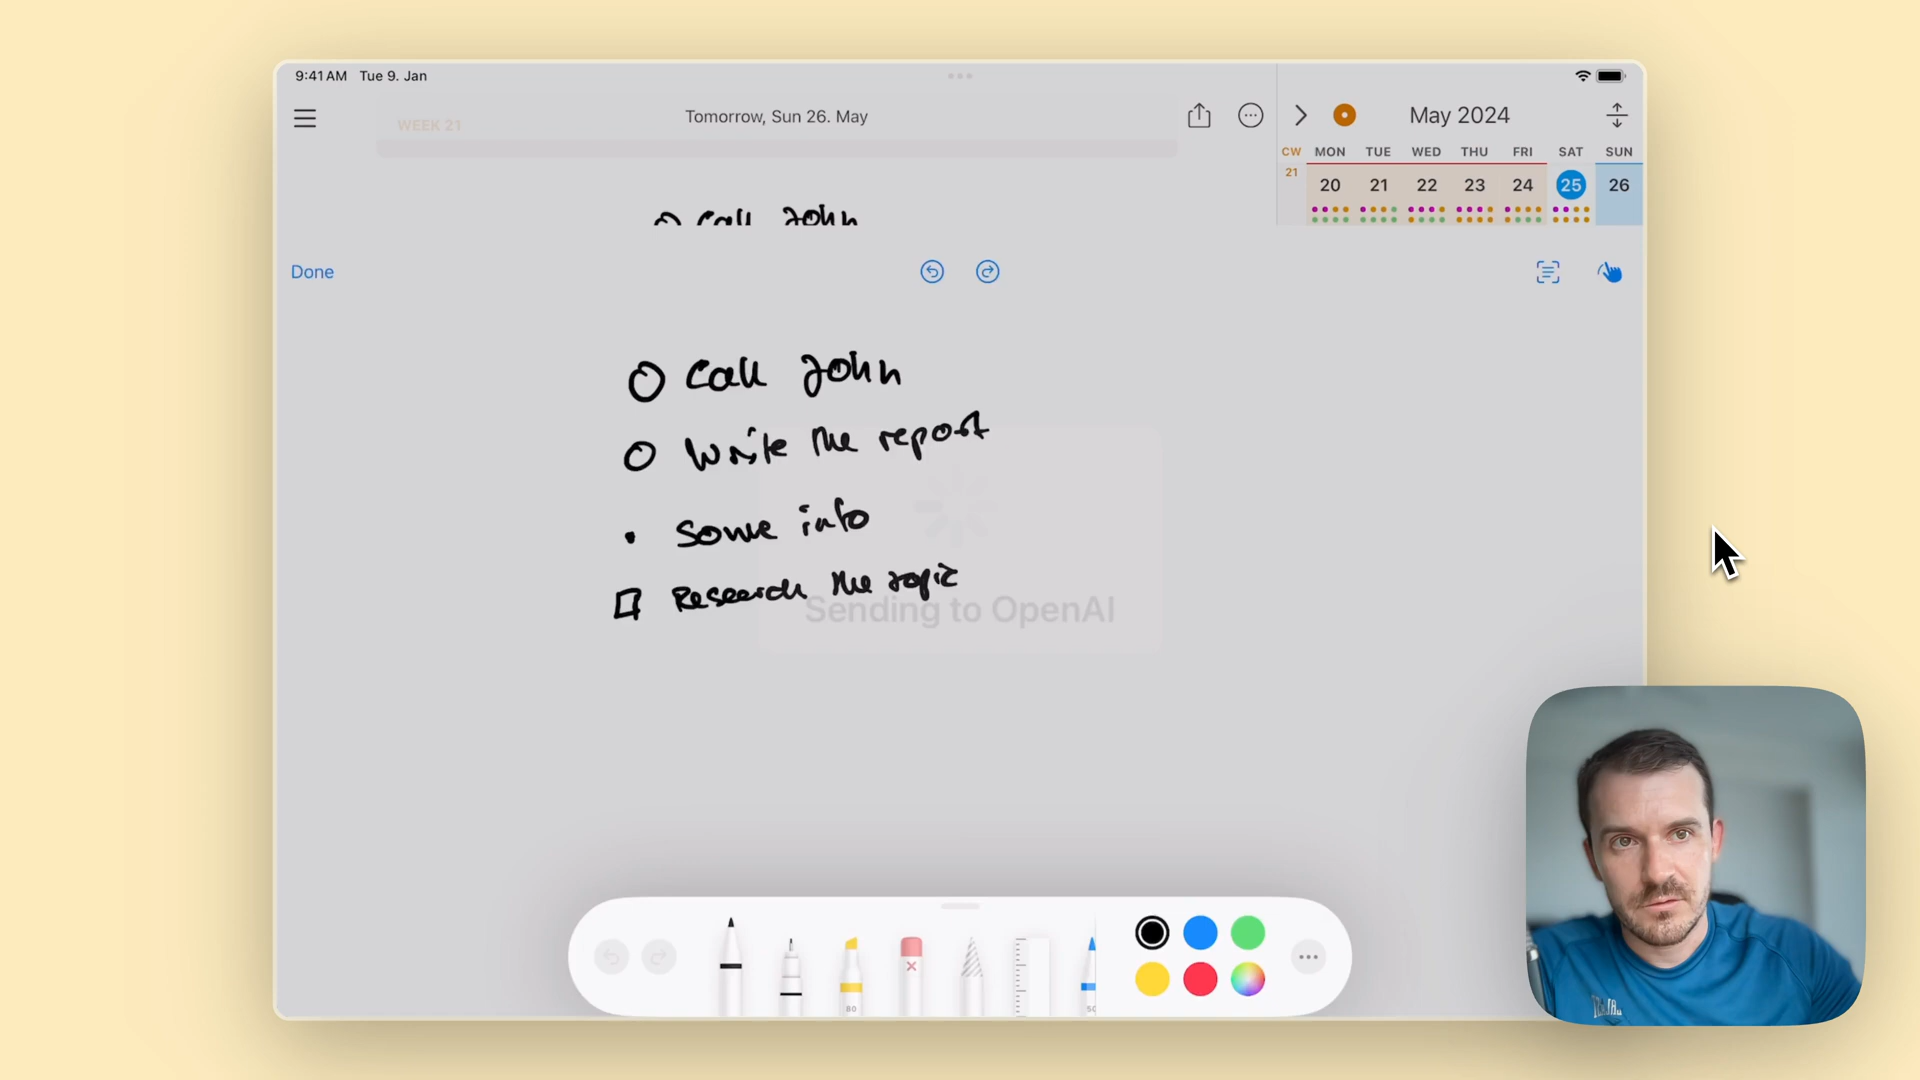 9:41 AM Tue 9. Jan
WEEK 21
Tomorrow, Sun 26. May
May 2024
CW MON TUE WED THU FRI SAT SUN
21 20 21 22 23 24 25 26
Call John
Done
Call John
Write the report
• Some info
Research the topic
Sending to OpenAI
80
50